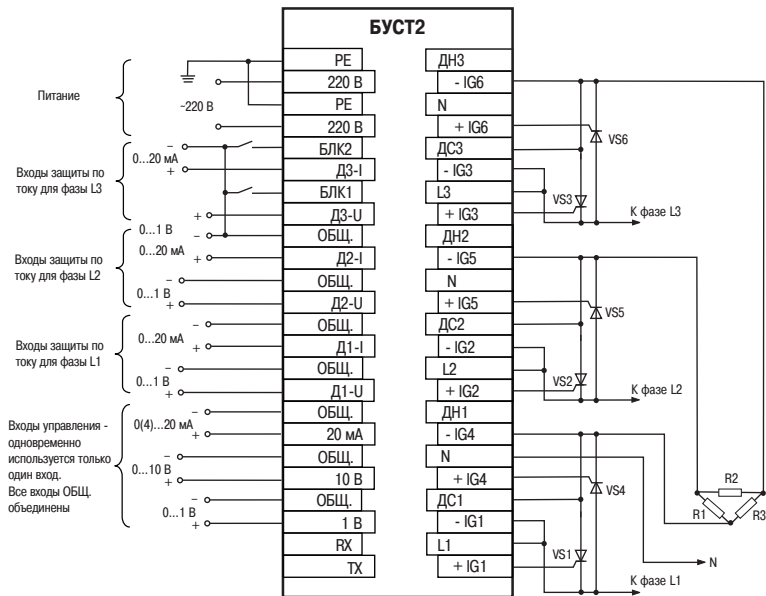 БУСТ2
Питание
~220 В
Входы защиты по
току для фазы L3
0...20 мА
–
+
+
0...1 В
Входы защиты по
току для фазы L2
–
0...20 мА
+
–
0...1 В
+
Входы защиты по
току для фазы L1
–
0...20 мА
+
–
0...1 В
+
Входы управления -
одновременно
используется только
один вход.
Все входы ОБЩ.
объединены
–
0(4)...20 мА
+
–
0...10 В
+
–
0...1 В
+
PE
220 В
PE
220 В
БЛК2
Д3-I
БЛК1
Д3-U
ОБЩ.
Д2-I
ОБЩ.
Д2-U
ОБЩ.
Д1-I
ОБЩ.
Д1-U
ОБЩ.
20 мА
ОБЩ.
10 В
ОБЩ.
1 В
RX
TX
ДН3
- IG6
N
+ IG6
ДС3
- IG3
L3
+ IG3
ДН2
- IG5
N
+ IG5
ДС2
- IG2
L2
+ IG2
ДН1
- IG4
N
+ IG4
ДС1
- IG1
L1
+ IG1
VS6
VS3
К фазе L3
VS5
VS2
К фазе L2
VS4
VS1
R2
R1
R3
N
К фазе L1